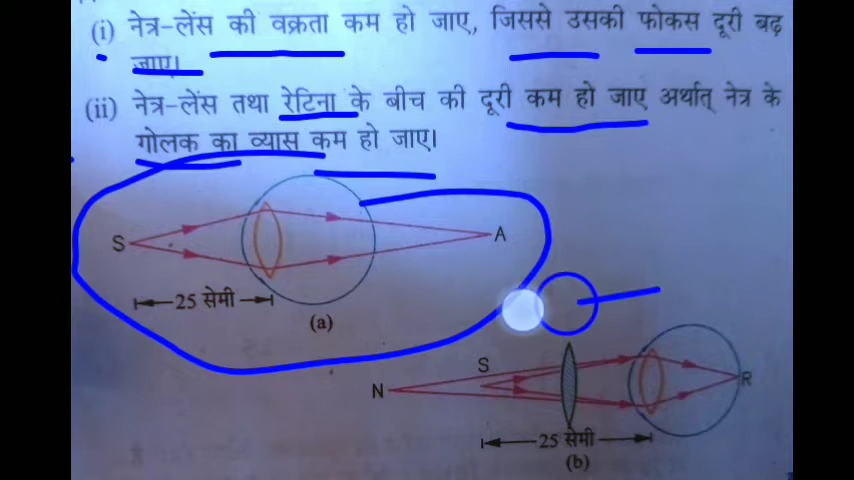 (i) नेत्र-लेंस की वक्रता कम हो जाए, जिससे उसकी फोकस दूरी बढ़
जाए।
(ii) नेत्र-लेंस तथा रेटिना के बीच की दूरी कम हो जाए अर्थात् नेत्र के
गोलक का व्यास कम हो जाए।
S
A
25 सेमी
(a)
S
N
R
25 सेमी
(b)